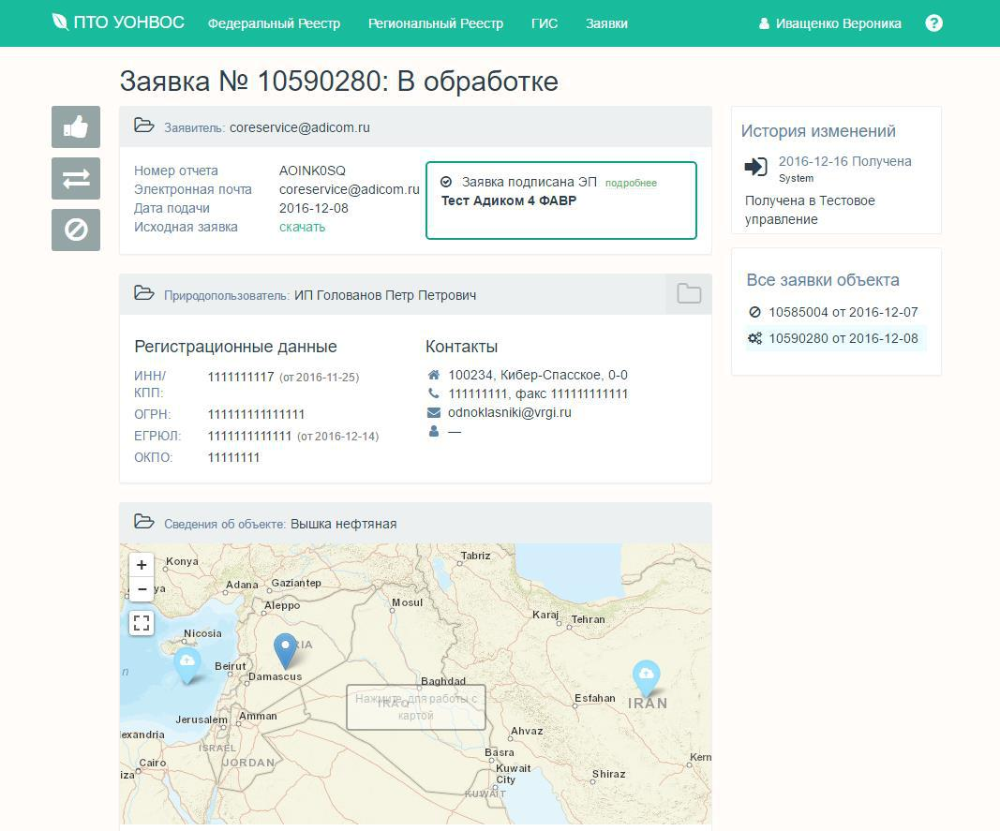 ПТО УОНВОС Федеральный Реестр Региональный Реестр ГИС Заявки Иващенко Вероника ?
Заявка № 10590280: В обработке
Заявитель: coreservice@adicom.ru
Номер отчета AOINK0SQ
Электронная почта coreservice@adicom.ru
Дата подачи 2016-12-08
Исходная заявка скачать
Заявка подписана ЭП подробнее
Тест Адиком 4 ФАВР
История изменений
2016-12-16 Получена
System
Получена в Тестовое
управление
Все заявки объекта
10585004 от 2016-12-07
10590280 от 2016-12-08
Природопользователь: ИП Голованов Петр Петрович
Регистрационные данные
ИНН/
КПП: 1111111117 (от 2016-11-25)
ОГРН: 111111111111111
ЕГРЮЛ: 1111111111111 (от 2016-12-14)
ОКПО: 11111111
Контакты
100234, Кибер-Спасское, 0-0
111111111, факс 111111111111
odnoklasniki@vrgi.ru
—
Сведения об объекте: Вышка нефтяная
+
−
Konya
Tabriz
Adana
Gaziantep
ya
Aleppo
Mosul
Karaj
Tehran
Nicosia
RIA
n
Beirut
Damascus
Baghdad
Нажмите, для работы с
картой
IRAQ
Esfahan
IRAN
Jerusalem
Amman
lexandria
Ahvaz
ISRAEL
Basra
Cairo
JORDAN
Kern
iza
Kuwait
City
Shiraz
KUWAIT